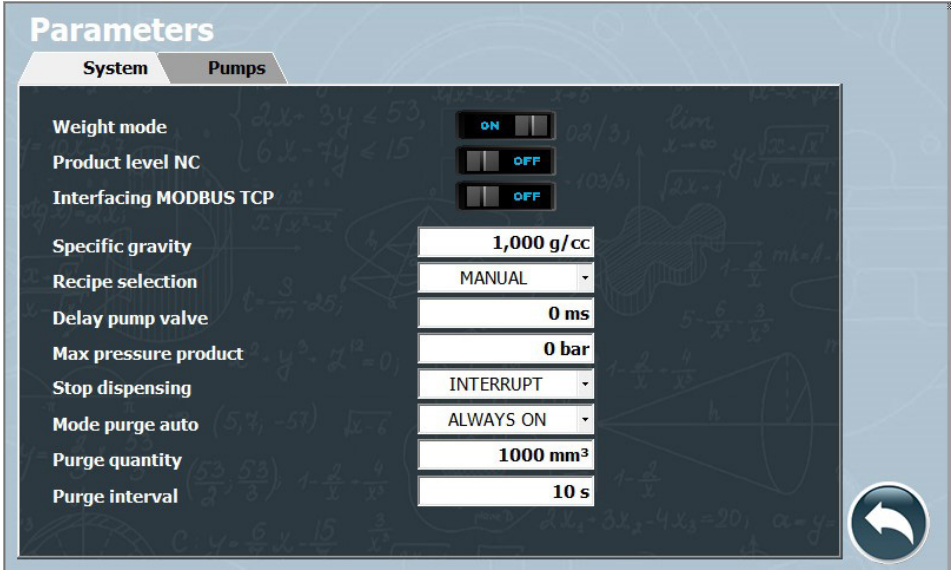 Parameters
System Pumps
Weight mode ON
Product level NC OFF
Interfacing MODBUS TCP OFF
Specific gravity 1,000 g/cc
Recipe selection MANUAL
Delay pump valve 0 ms
Max pressure product 0 bar
Stop dispensing INTERRUPT
Mode purge auto ALWAYS ON
Purge quantity 1000 mm³
Purge interval 10 s